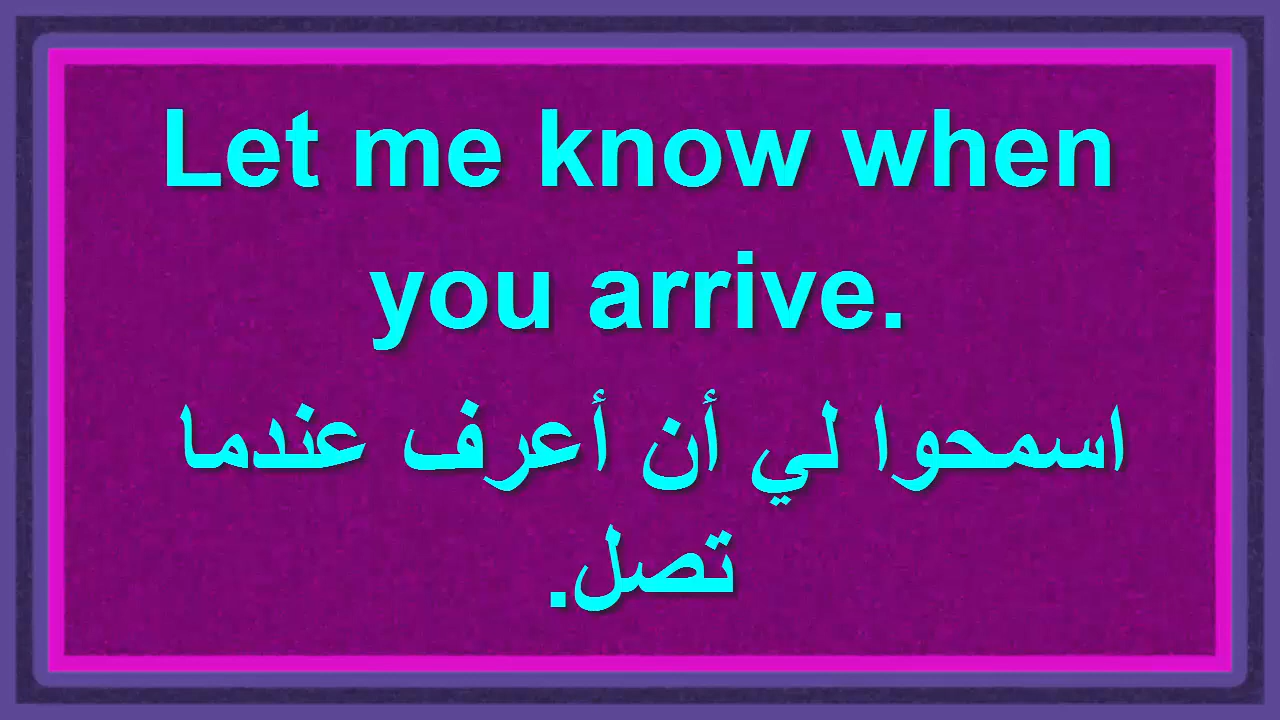 Let me know when
you arrive.
اسمحوا لي أن أعرف عندما
تصل.